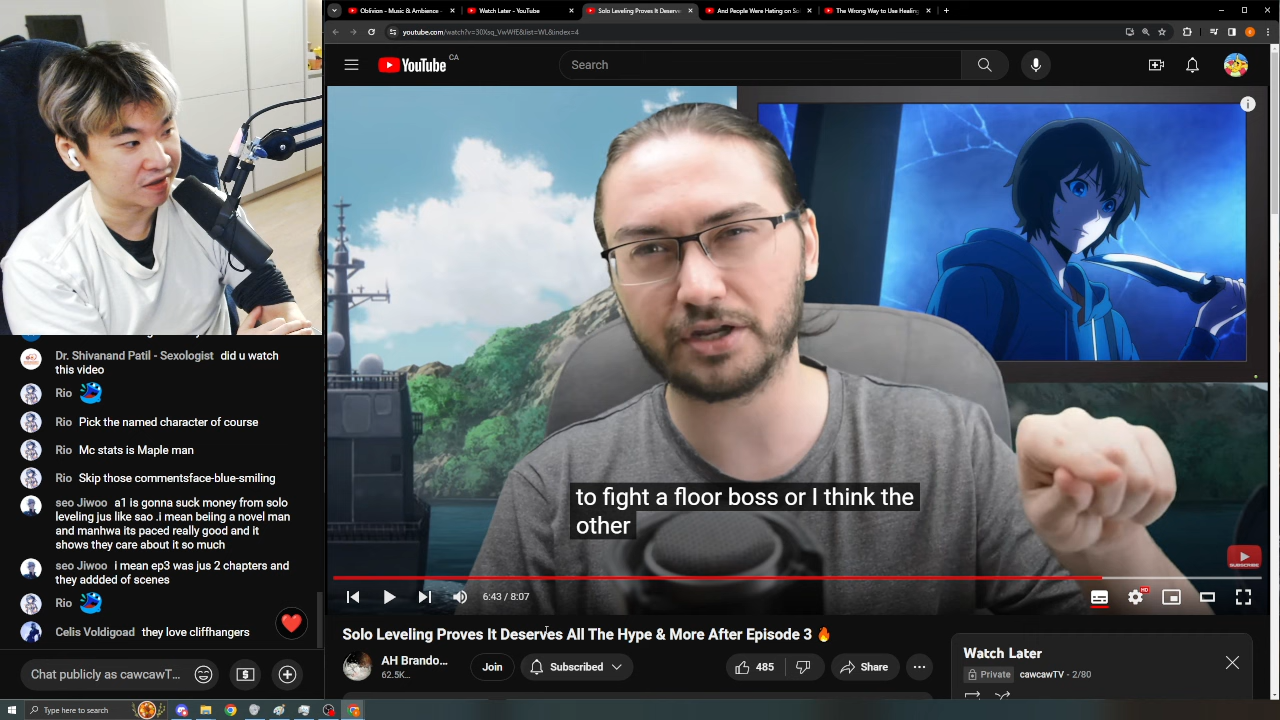 Oblivion - Music & Ambience -
Watch Later - YouTube
Solo Leveling Proves It Deserve
And People Were Hating on So
The Wrong Way to Use Healing
youtube.com/watch?v=30Xsq_VwWfE&list=WL&index=4
YouTube CA
Search
to fight a floor boss or I think the
other
SUBSCRIBE
6:43 / 8:07
HD
Solo Leveling Proves It Deserves All The Hype & More After Episode 3 🔥
AH Brando...
62.5K...
Join
Subscribed
485
Share
Watch Later
Private cawcawTV - 2/80
Dr. Shivanand Patil - Sexologist did u watch
this video
Rio
Rio Pick the named character of course
Rio Mc stats is Maple man
Rio Skip those commentsface-blue-smiling
seo Jiwoo a1 is gonna suck money from solo
leveling jus like sao .i mean beiing a novel man
and manhwa its paced really good and it
shows they care about it so much
seo Jiwoo i mean ep3 was jus 2 chapters and
they addded of scenes
Rio
Celis Voldigoad they love cliffhangers
Chat publicly as cawcawT...
Type here to search